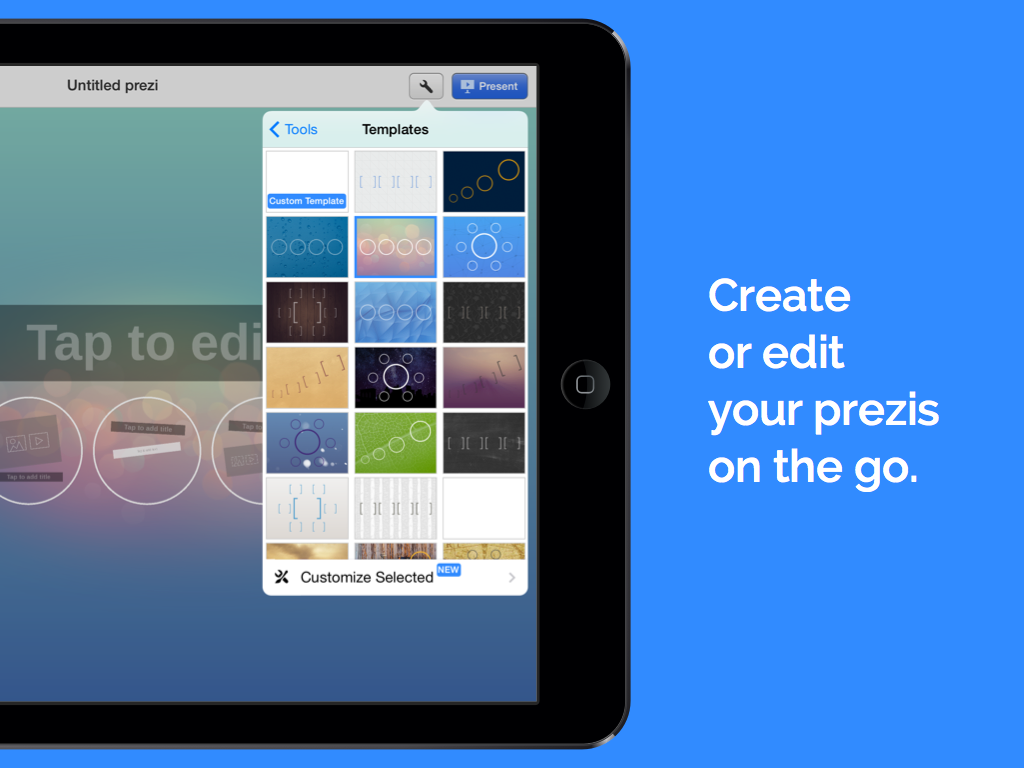 Untitled prezi
Present
Tools
Templates
Custom Template
Tap to edi
Tap to add title
Tap to
Tap to add title
Customize Selected
NEW
Create
or edit
your prezis
on the go.